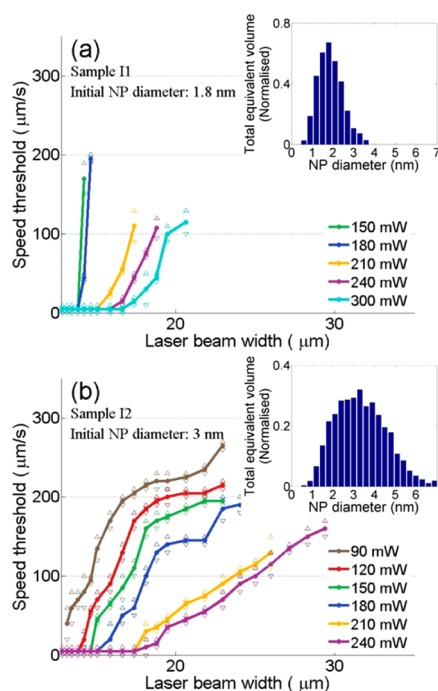 (a)
Sample I1
Initial NP diameter: 1.8 nm
Speed threshold ( μm/s)
300
200
100
0
20
30
Laser beam width ( μm)
150 mW
180 mW
210 mW
240 mW
300 mW
Total equivalent volume
(Normalised)
0.8
0.4
0
0 1 2 3 4 5 6 7
NP diameter (nm)
(b)
Sample I2
Initial NP diameter: 3 nm
Speed threshold ( μm/s)
300
200
100
0
20
30
Laser beam width ( μm)
90 mW
120 mW
150 mW
180 mW
210 mW
240 mW
Total equivalent volume
(Normalised)
0.4
0.2
0
0 1 2 3 4 5 6 7
NP diameter (nm)